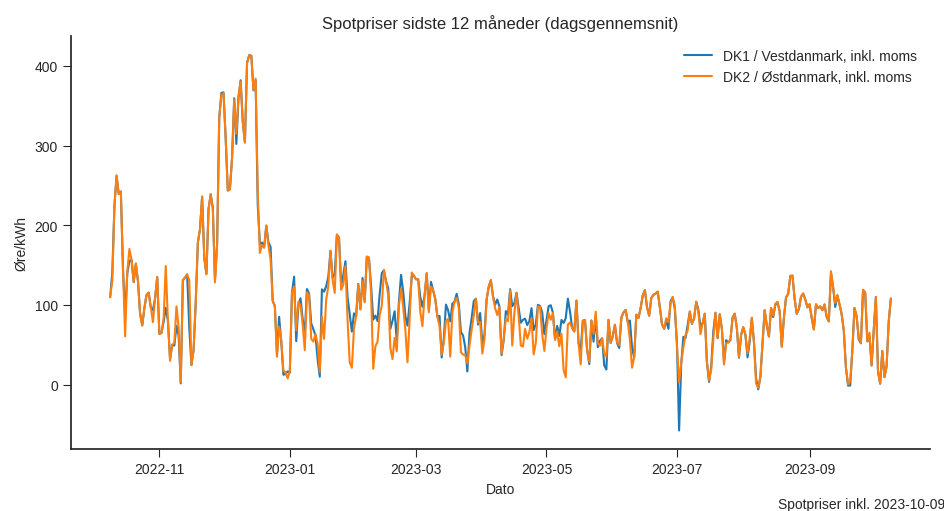 Spotpriser sidste 12 måneder (dagsgennemsnit)
DK1 / Vestdanmark, inkl. moms
DK2 / Østdanmark, inkl. moms
Øre/kWh
400
300
200
100
0
2022-11
2023-01
2023-03
2023-05
2023-07
2023-09
Dato
Spotpriser inkl. 2023-10-09